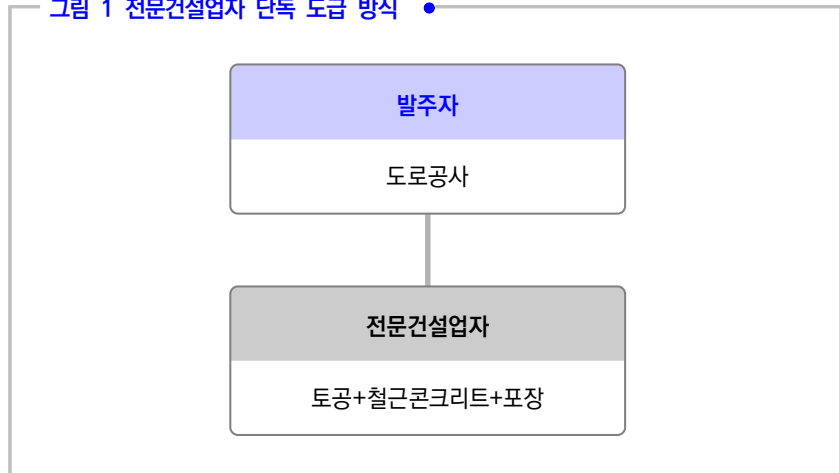 그림 1 전문건설업자 단독 도급 방식
발주자
도로공사
전문건설업자
토공+철근콘크리트+포장